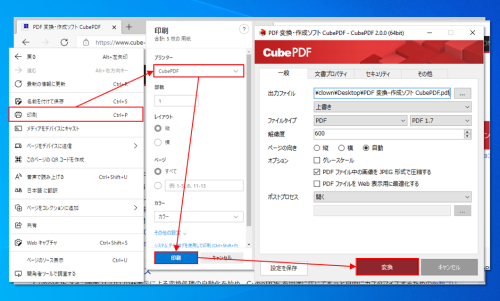 PDF 変換・作成ソフト CubePDF
https://www.cube-
戻る Alt+左矢印
進む Alt+右矢印
最新の情報に更新 Ctrl+R
名前を付けて保存 Ctrl+S
印刷 Ctrl+P
メディアをデバイスにキャスト
ページをデバイスに送信
このページの QR コードを作成
音声で読み上げる Ctrl+Shift+U
日本語 に翻訳
ページをコレクションに追加
共有
Web キャプチャ Ctrl+Shift+S
ページのソース表示 Ctrl+U
開発者ツールで調査する
印刷
合計: 5 枚の用紙
プリンター
CubePDF
部数
1
レイアウト
縦
横
ページ
すべて
例: 1-5, 8, 11-13
カラー
カラー
その他の設定
システム ダイアログを使用して印刷 (Ctrl+Shift+P)
印刷 キャンセル
PDF 変換・作成ソフト CubePDF - CubePDF 2.0.0 (64bit)
CubePDF
一般 文書プロパティ セキュリティ その他
出力ファイル ¥clown¥Desktop¥PDF 変換・作成ソフト CubePDF.pdf ...
上書き
ファイルタイプ PDF PDF 1.7
解像度 600
ページの向き 縦 横 自動
オプション グレースケール
PDF ファイル中の画像を JPEG 形式で圧縮する
PDF ファイルを Web 表示用に最適化する
ポストプロセス 開く
...
設定を保存 変換 キャンセル